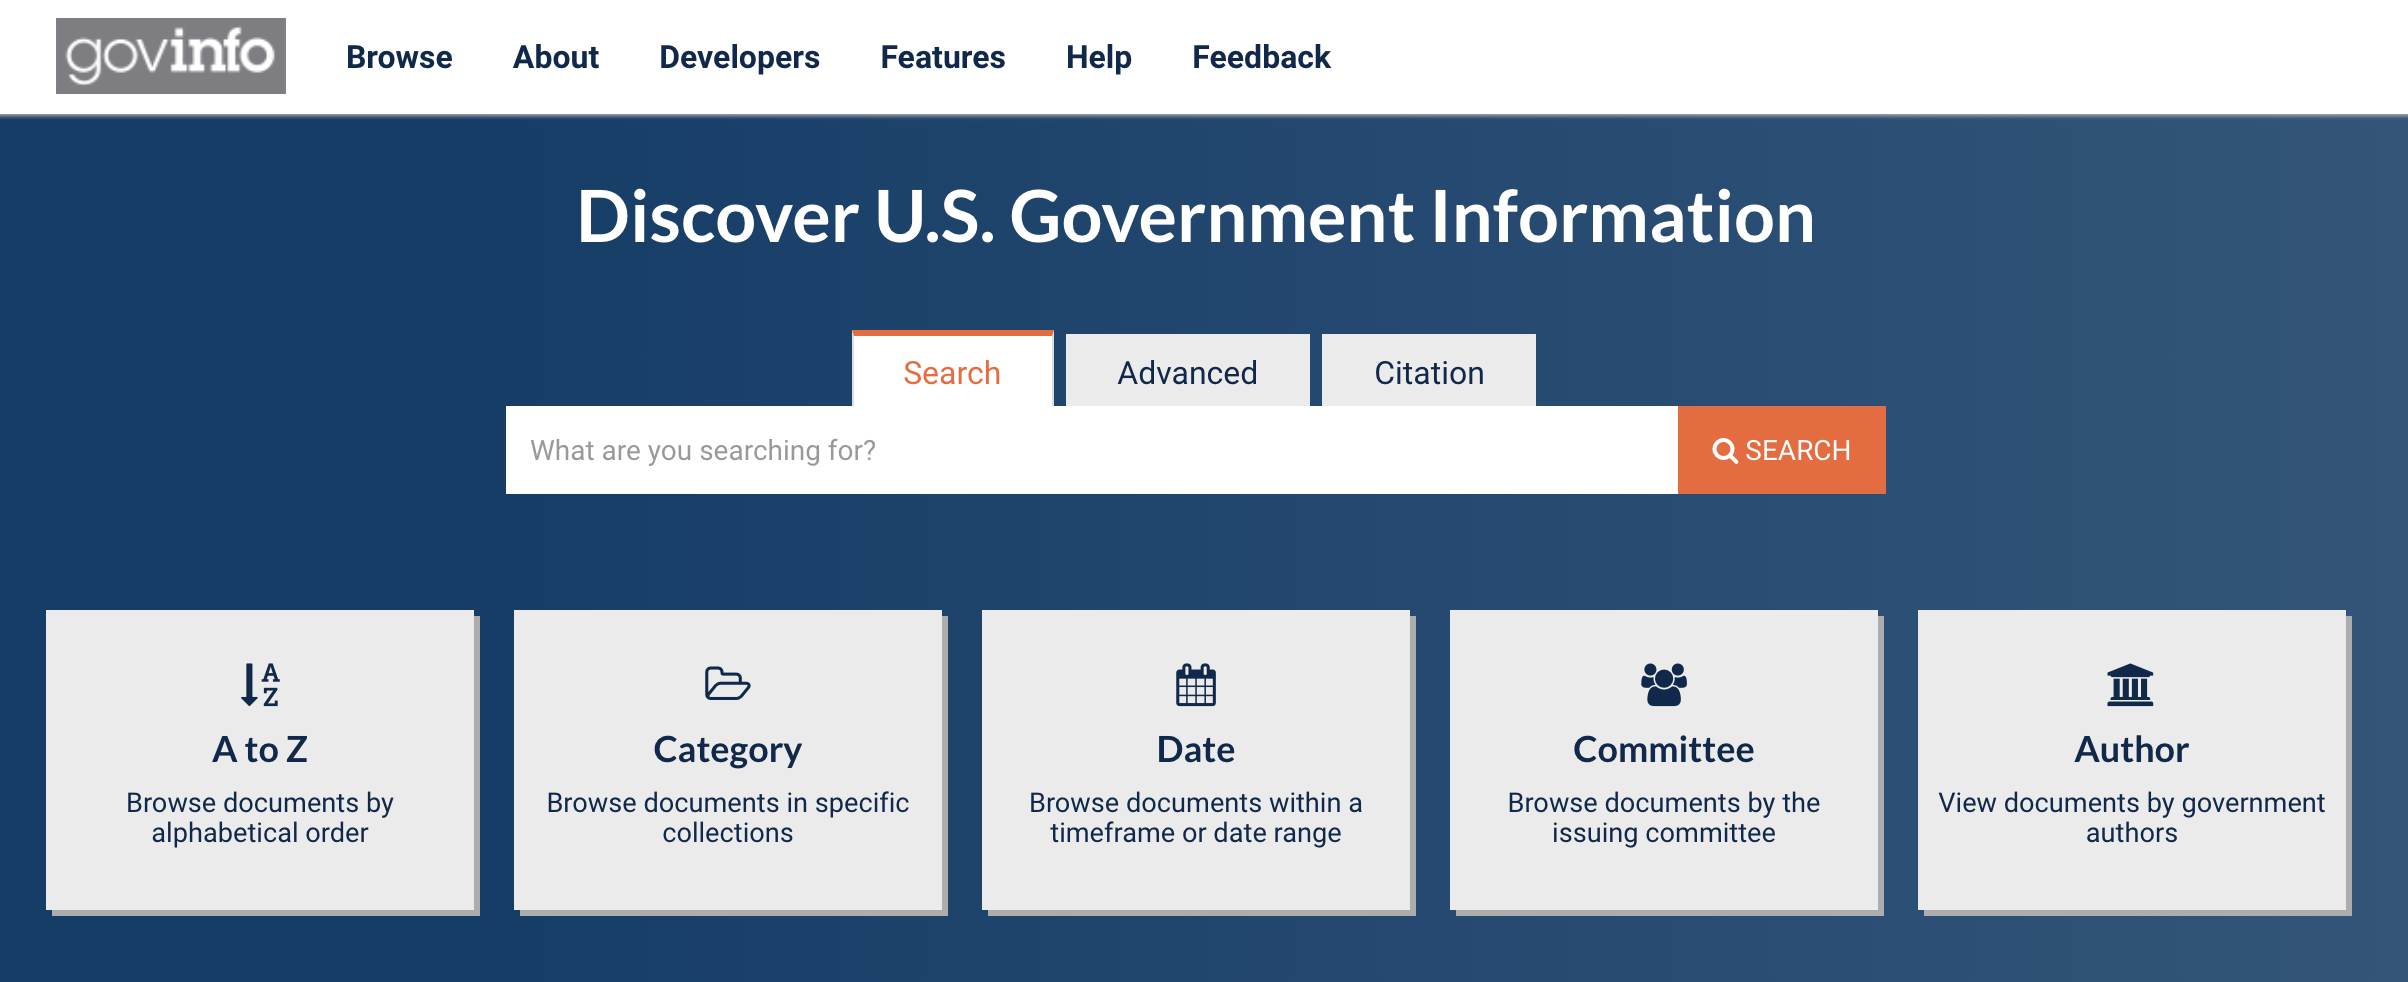 govinfo
Browse
About
Developers
Features
Help
Feedback
Discover U.S. Government Information
Search
Advanced
Citation
What are you searching for?
SEARCH
A
Z
A to Z
Browse documents by
alphabetical order
Category
Browse documents in specific
collections
Date
Browse documents within a
timeframe or date range
Committee
Browse documents by the
issuing committee
Author
View documents by government
authors